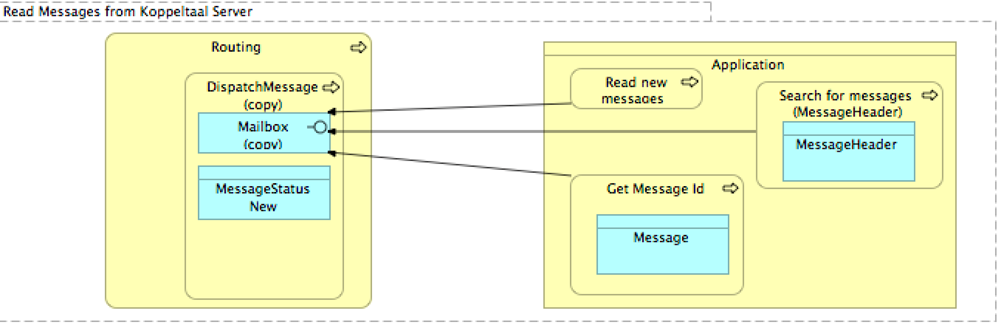 Read Messages from Koppeltaal Server
Routing
DispatchMessage
(copy)
Mailbox
(copy)
MessageStatus
New
Application
Read new
messages
Search for messages
(MessageHeader)
MessageHeader
Get Message Id
Message